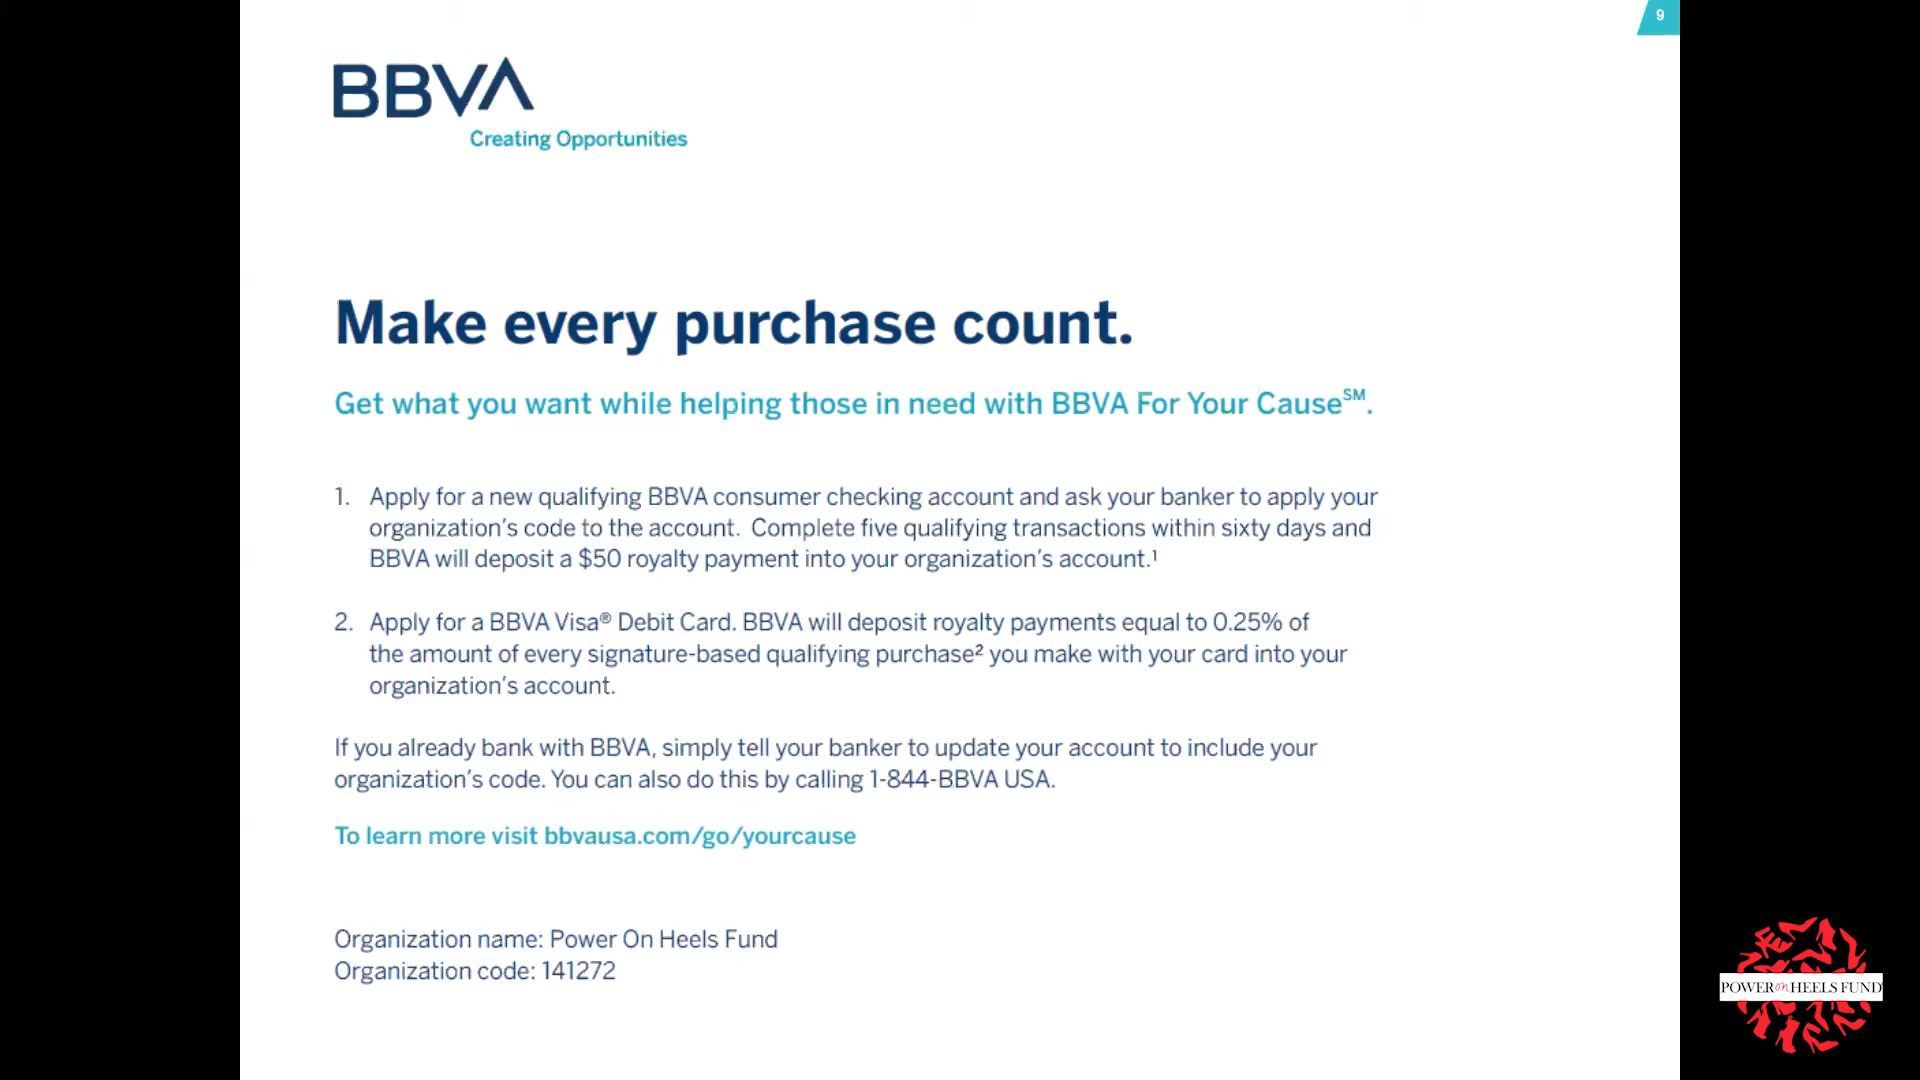 9
BBVA
Creating Opportunities
Make every purchase count.
Get what you want while helping those in need with BBVA For Your Cause℠.
1. Apply for a new qualifying BBVA consumer checking account and ask your banker to apply your
organization's code to the account. Complete five qualifying transactions within sixty days and
BBVA will deposit a $50 royalty payment into your organization's account.¹
2. Apply for a BBVA Visa® Debit Card. BBVA will deposit royalty payments equal to 0.25% of
the amount of every signature-based qualifying purchase² you make with your card into your
organization's account.
If you already bank with BBVA, simply tell your banker to update your account to include your
organization's code. You can also do this by calling 1-844-BBVA USA.
To learn more visit bbvausa.com/go/yourcause
Organization name: Power On Heels Fund
Organization code: 141272
POWER on HEELS FUND